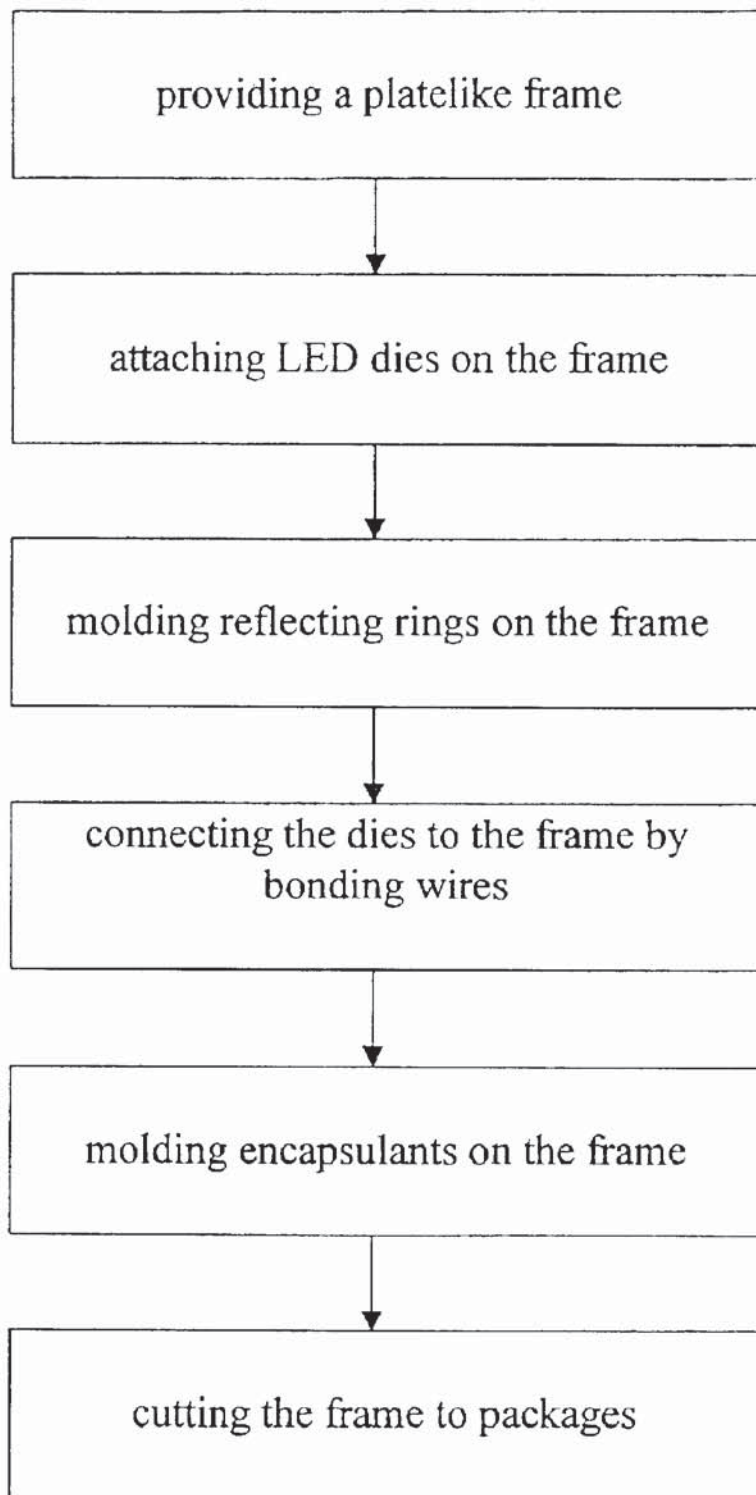 providing a platelike frame
attaching LED dies on the frame
molding reflecting rings on the frame
connecting the dies to the frame by
bonding wires
molding encapsulants on the frame
cutting the frame to packages